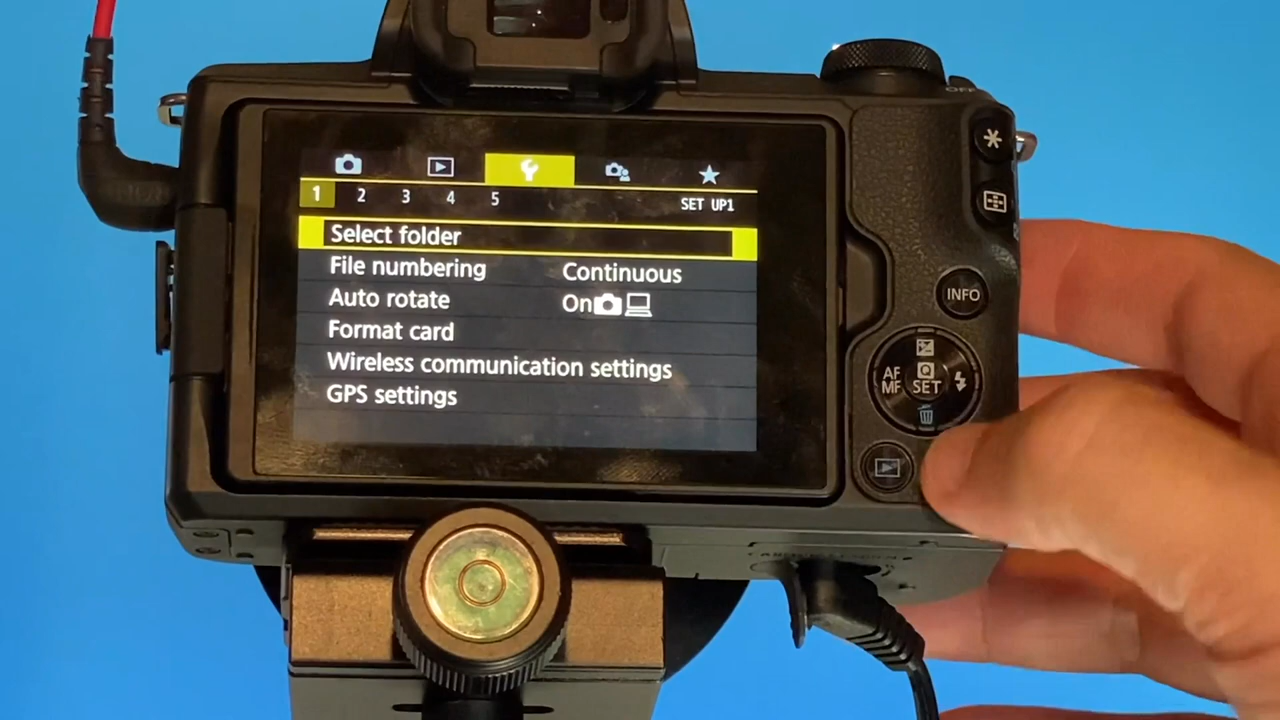 OFF
1 2 3 4 5 SET UP1
Select folder
File numbering Continuous
Auto rotate On
Format card
Wireless communication settings
GPS settings
INFO
AF
MF
Q
SET